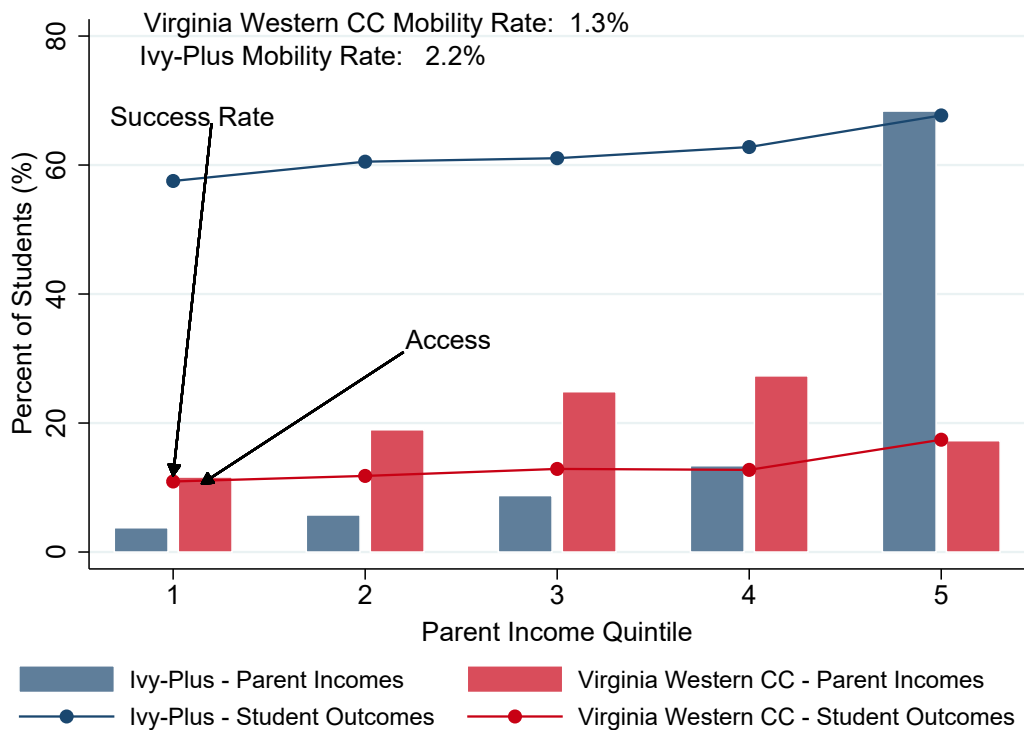 Virginia Western CC Mobility Rate: 1.3%
Ivy-Plus Mobility Rate: 2.2%
Success Rate
Access
Percent of Students (%)
80
60
40
20
0
1 2 3 4 5
Parent Income Quintile
Ivy-Plus - Parent Incomes
Virginia Western CC - Parent Incomes
Ivy-Plus - Student Outcomes
Virginia Western CC - Student Outcomes